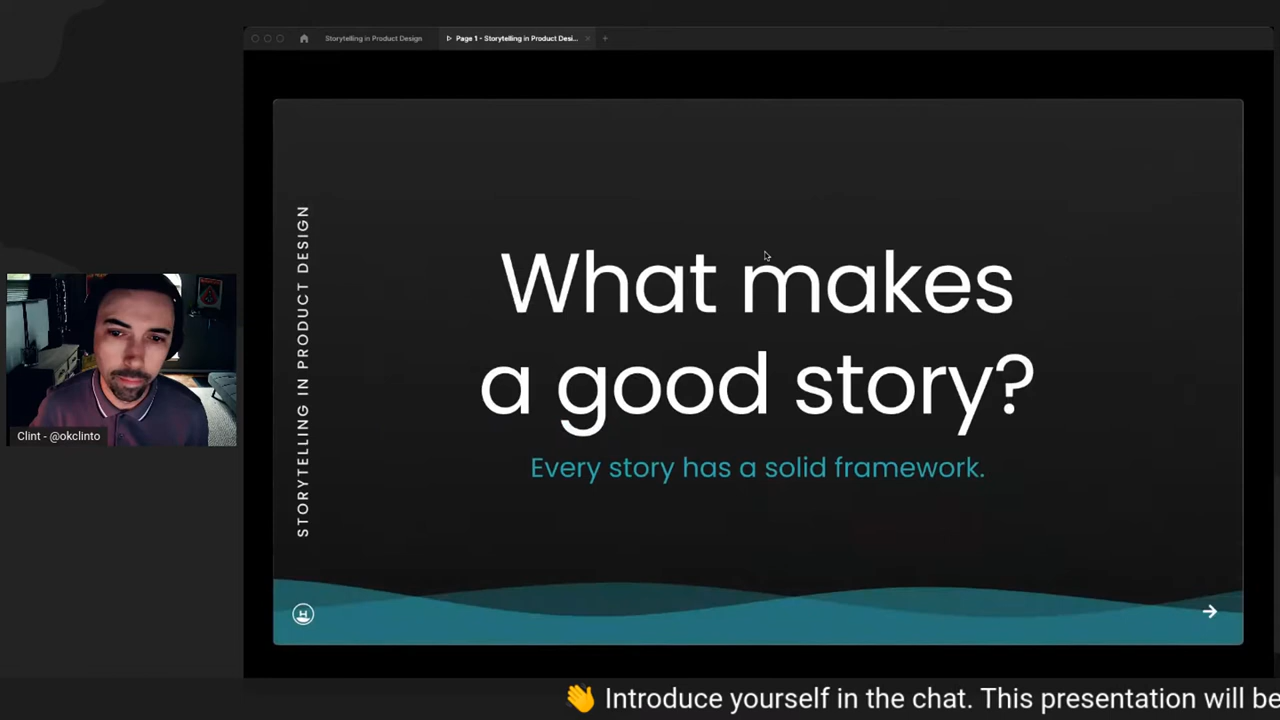 Storytelling in Product Design
Page 1 - Storytelling in Product Desi...
STORYTELLING IN PRODUCT DESIGN
What makes
a good story?
Every story has a solid framework.
H
Clint - @okclinto
👋 Introduce yourself in the chat. This presentation will be